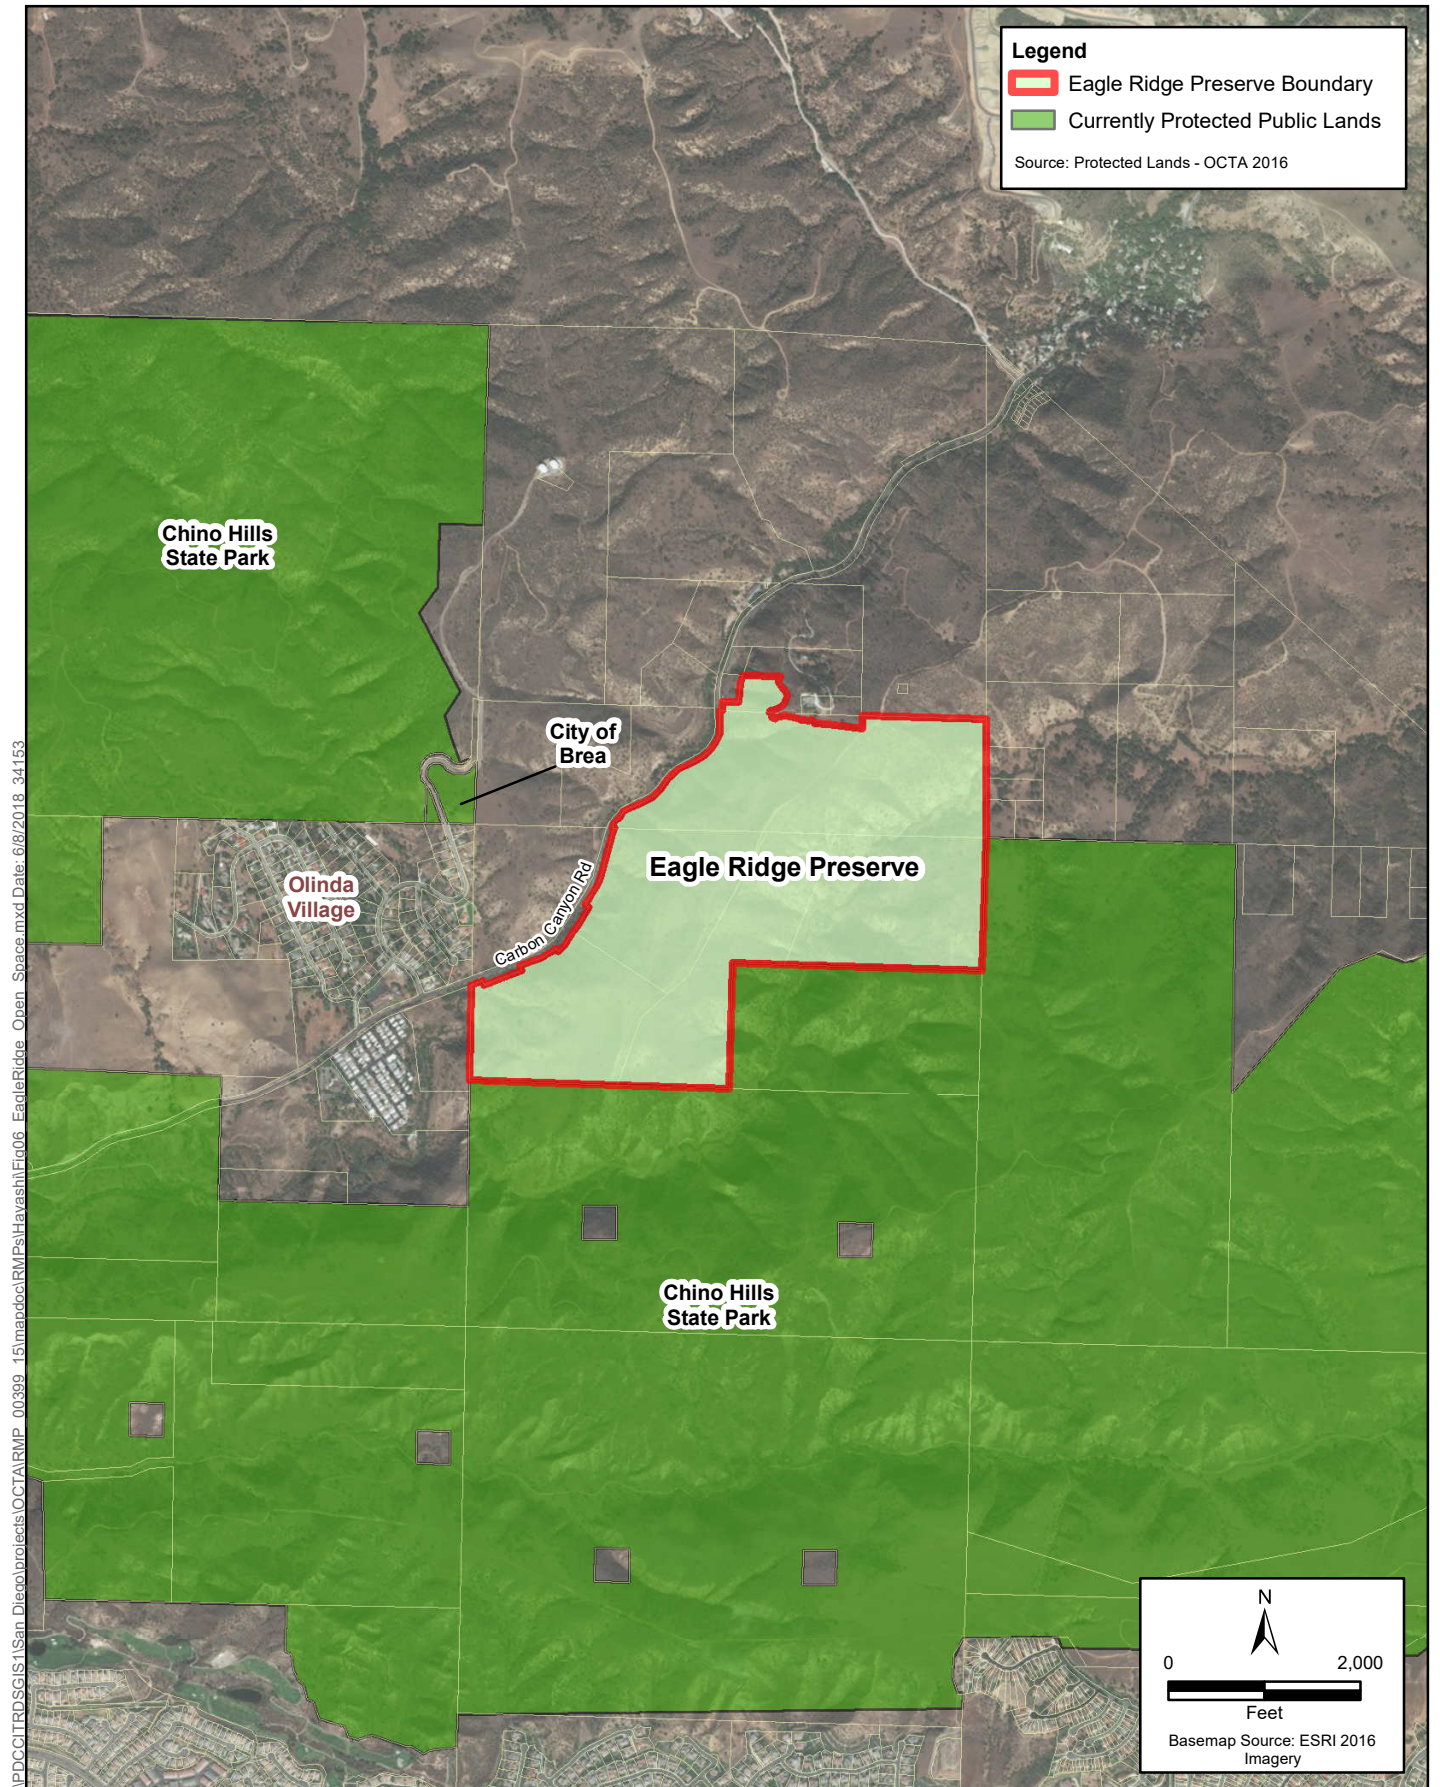 Legend
Eagle Ridge Preserve Boundary
Currently Protected Public Lands
Source: Protected Lands - OCTA 2016
Chino Hills
State Park
City of
Brea
Eagle Ridge Preserve
Olinda
Village
Carbon Canyon Rd
Chino Hills
State Park
N
0 2,000
Feet
Basemap Source: ESRI 2016
Imagery
\PDCCITRDSGIS1\San Diego\projects\OCTA\RMP_00399_15\mapdoc\RMPs\Hayashi\Fig06_EagleRidge_Open_Space.mxd Date: 6/8/2018 34153